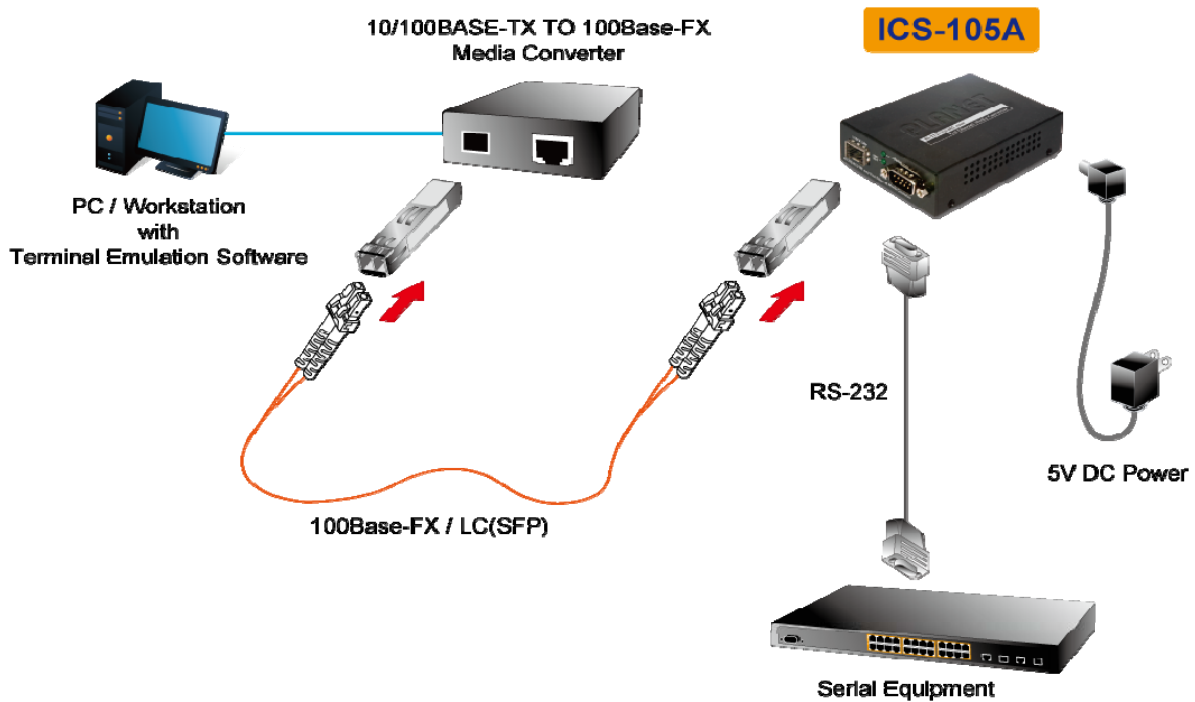 10/100BASE-TX TO 100Base-FX
Media Converter
ICS-105A
PLANET
PC / Workstation
with
Terminal Emulation Software
RS-232
5V DC Power
100Base-FX / LC(SFP)
Serial Equipment